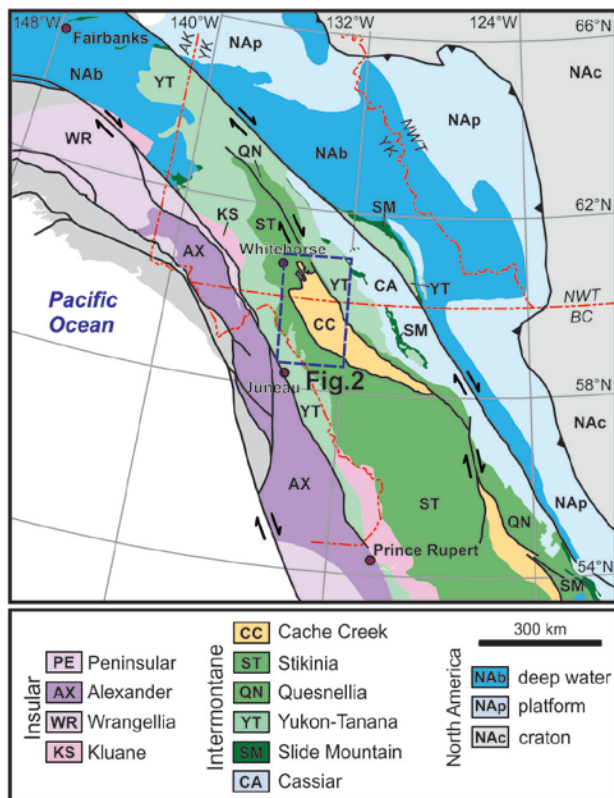 148°W
140°W
132°W
124°W
66°N
Fairbanks
AK
YK
NAp
NAc
NAb
YT
NWT
YK
NAp
WR
QN
NAb
ST
SM
62°N
KS
Whitehorse
AX
YT
CA
YT
NWT
BC
Pacific
Ocean
CC
SM
Juneau
Fig.2
58°N
YT
NAc
AX
ST
QN
NAp
Prince Rupert
54°N
SM
Insular
PE Peninsular
AX Alexander
WR Wrangellia
KS Kluane
Intermontane
CC Cache Creek
ST Stikinia
QN Quesnellia
YT Yukon-Tanana
SM Slide Mountain
CA Cassiar
300 km
North America
NAb deep water
NAp platform
NAc craton